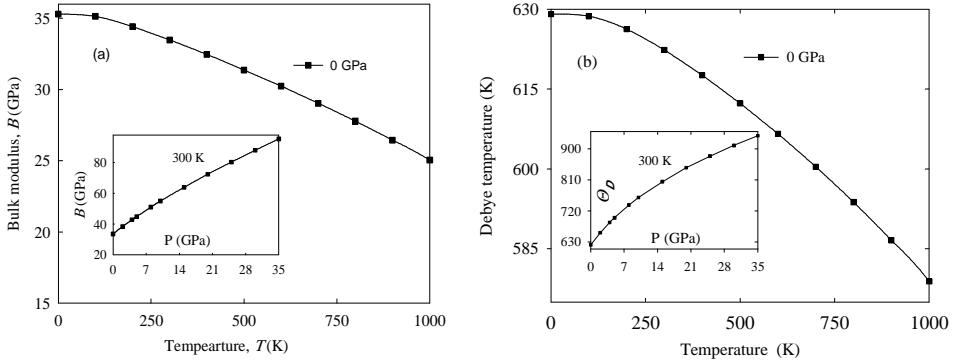 35
30
25
20
15
Bulk modulus, B (GPa)
(a)
0 GPa
80
60
40
20
B (GPa)
300 K
P (GPa)
0 7 14 21 28 35
0 250 500 750 1000
Tempearture, T(K)
630
615
600
585
Debye temperature (K)
(b)
0 GPa
900
810
720
630
Θ_D
300 K
P (GPa)
0 7 14 21 28 35
0 250 500 750 1000
Temperature (K)